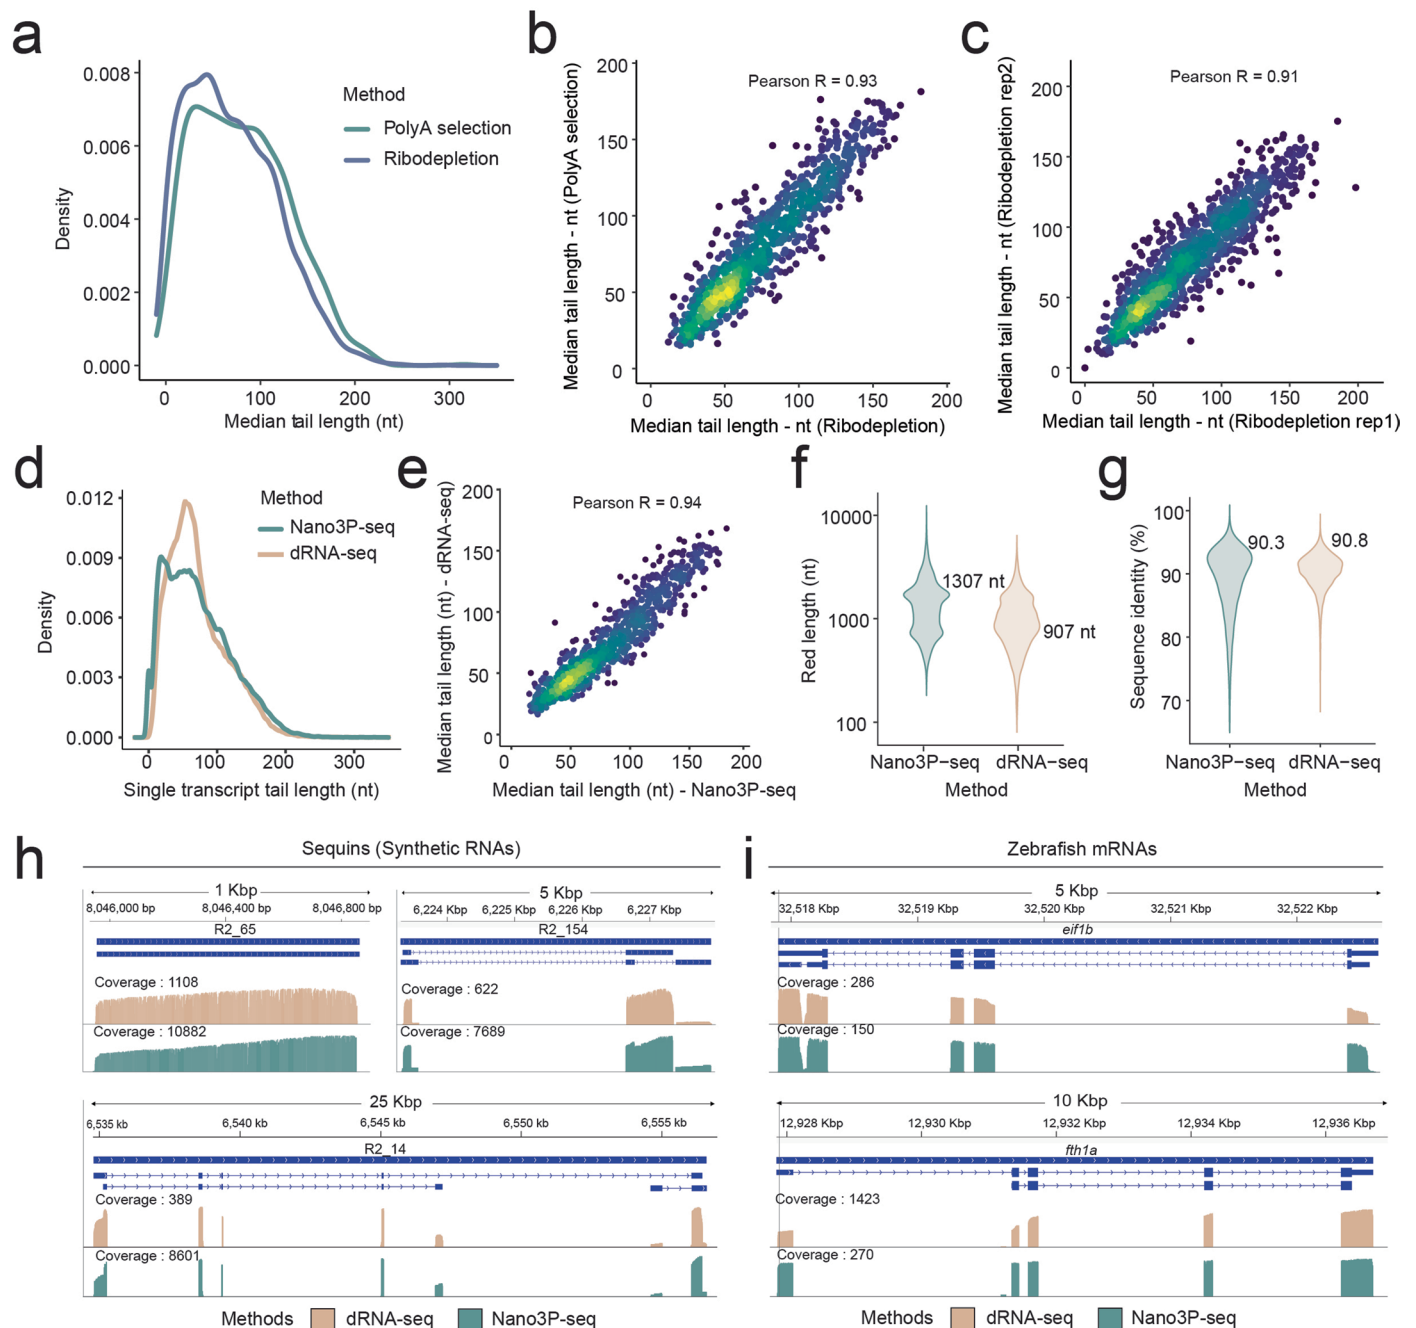 a
0.008
0.006
0.004
0.002
0.000
Density
Method
PolyA selection
Ribodepletion
0 100 200 300
Median tail length (nt)
b
Median tail length - nt (PolyA selection)
200
150
100
50
0
Pearson R = 0.93
0 50 100 150 200
Median tail length - nt (Ribodepletion)
c
Median tail length - nt (Ribodepletion rep2)
200
150
100
50
0
Pearson R = 0.91
0 50 100 150 200
Median tail length - nt (Ribodepletion rep1)
d
0.012
0.009
0.006
0.003
0.000
Density
Method
Nano3P-seq
dRNA-seq
0 100 200 300
Single transcript tail length (nt)
e
Median tail length (nt) - dRNA-seq)
200
150
100
50
0
Pearson R = 0.94
0 50 100 150 200
Median tail length (nt) - Nano3P-seq
f
Red length (nt)
10000
1000
100
1307 nt
907 nt
Nano3P−seq dRNA−seq
Method
g
Sequence identity (%)
100
90
80
70
90.3
90.8
Nano3P−seq dRNA−seq
Method
h
Sequins (Synthetic RNAs)
1 Kbp
8,046,000 bp 8,046,400 bp 8,046,800 bp
R2_65
Coverage : 1108
Coverage : 10882
5 Kbp
6,224 Kbp 6,225 Kbp 6,226 Kbp 6,227 Kbp
R2_154
Coverage : 622
Coverage : 7689
25 Kbp
6,535 kb 6,540 kb 6,545 kb 6,550 kb 6,555 kb
R2_14
Coverage : 389
Coverage : 8601
Methods dRNA-seq Nano3P-seq
i
Zebrafish mRNAs
5 Kbp
32,518 Kbp 32,519 Kbp 32,520 Kbp 32,521 Kbp 32,522 Kbp
eif1b
Coverage : 286
Coverage : 150
10 Kbp
12,928 Kbp 12,930 Kbp 12,932 Kbp 12,934 Kbp 12,936 Kbp
fth1a
Coverage : 1423
Coverage : 270
Methods dRNA-seq Nano3P-seq